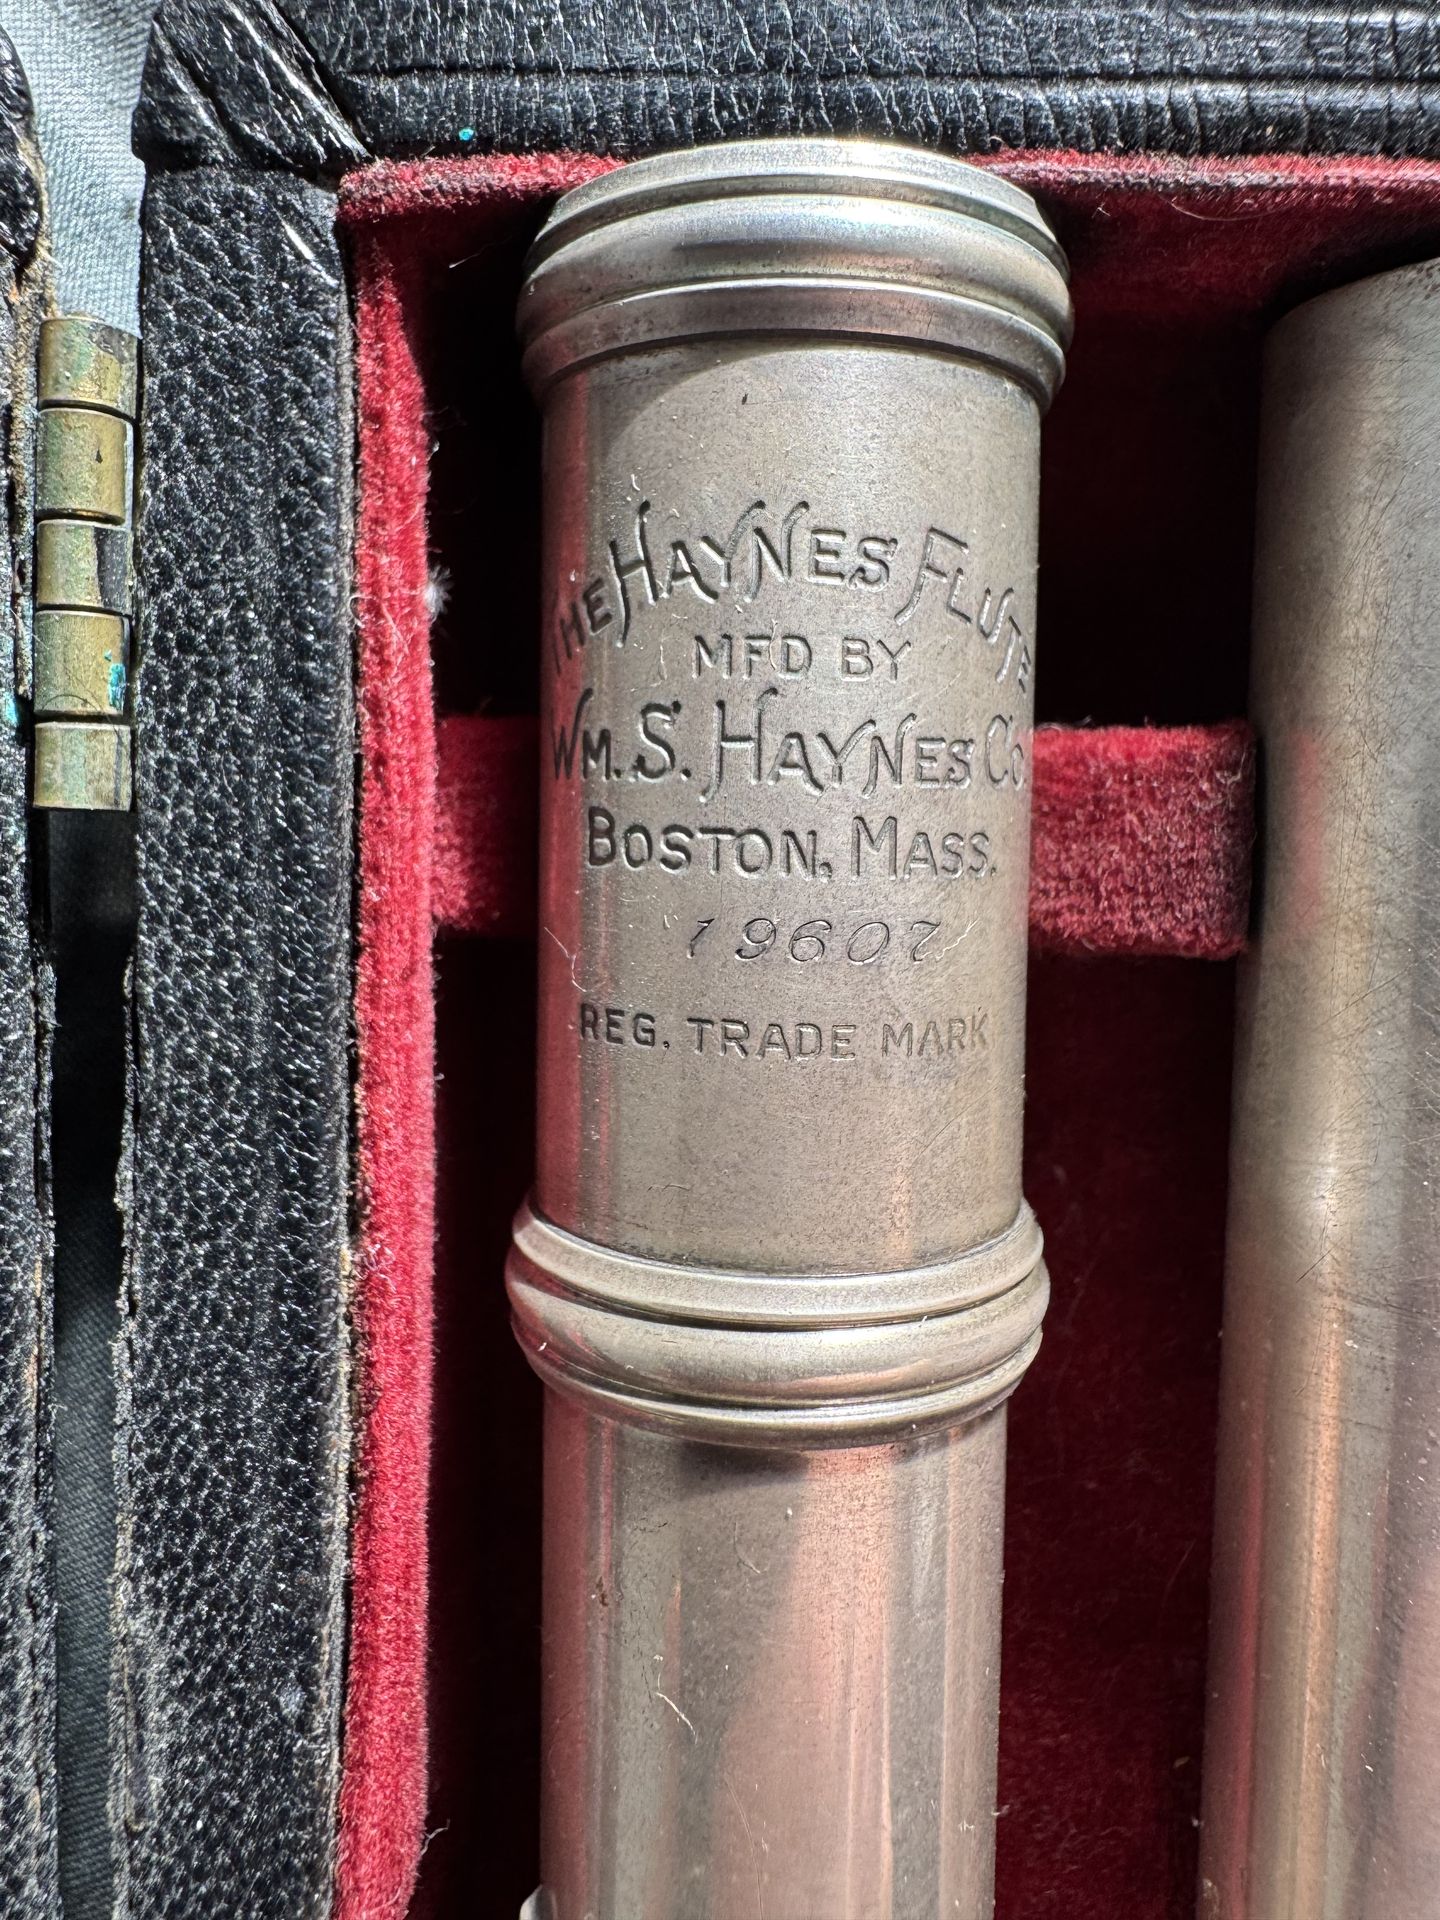 THE HAYNES FLUTE
MFD BY
WM. S. HAYNES CO.
BOSTON, MASS.
19607
REG. TRADE MARK